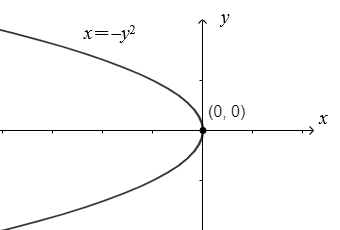 y
x=–y²
(0, 0)
x